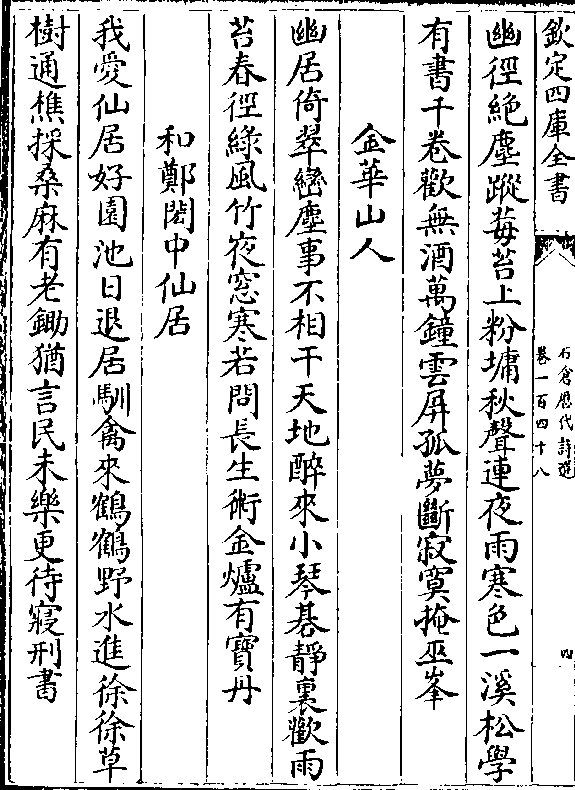 欽定四庫全書
石倉歷代詩選
卷一百四十八
四
幽徑絶塵蹤莓苔上粉墉秋聲連夜雨寒色一溪松學
有書千卷歡無酒萬鐘雲屏孤夢斷寂寞掩巫峯
金華山人
幽居倚翠巒塵事不相干天地醉來小琴棊靜裏歡雨
苔春徑綠風竹夜窓寒若問長生術金爐有寶丹
和鄭閎中仙居
我愛仙居好園池日退居馴禽來鶴鶴野水進徐徐草
樹通樵採桑麻有老鋤猶言民未樂更待寢刑書